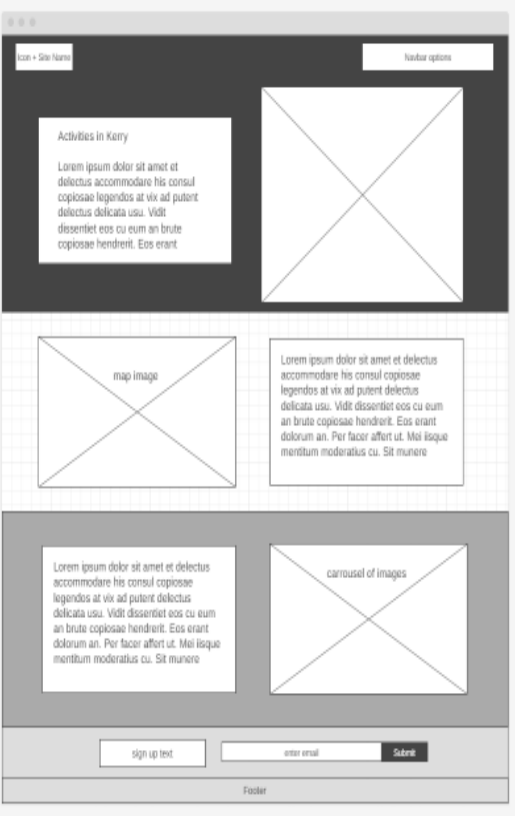 Icon + Site Name
Navbar options
Activities in Kerry
Lorem ipsum dolor sit amet et
delectus accommodare his consul
copiosae legendos at vix ad putent
delectus delicata usu. Vidit
dissentiet eos cu eum an brute
copiosae hendrerit. Eos erant
map image
Lorem ipsum dolor sit amet et delectus
accommodare his consul copiosae
legendos at vix ad putent delectus
delicata usu. Vidit dissentiet eos cu eum
an brute copiosae hendrerit. Eos erant
dolorum an. Per facer affert ut. Mei iisque
mentitum moderatius cu. Sit munere
Lorem ipsum dolor sit amet et delectus
accommodare his consul copiosae
legendos at vix ad putent delectus
delicata usu. Vidit dissentiet eos cu eum
an brute copiosae hendrerit. Eos erant
dolorum an. Per facer affert ut. Mei iisque
mentitum moderatius cu. Sit munere
carrousel of images
sign up text
enter email
Submit
Footer